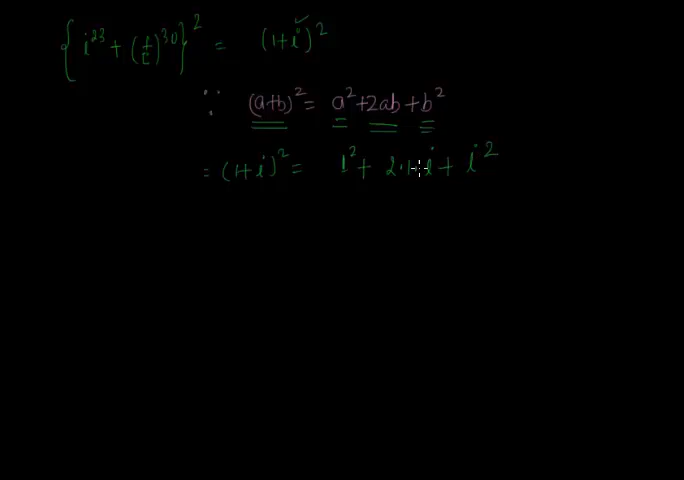 {i^23 + (1/i)^30}^2 = (1+i)^2
∵ (a+b)^2 = a^2+2ab+b^2
= (1+i)^2 = 1^2 + 2·1·i + i^2